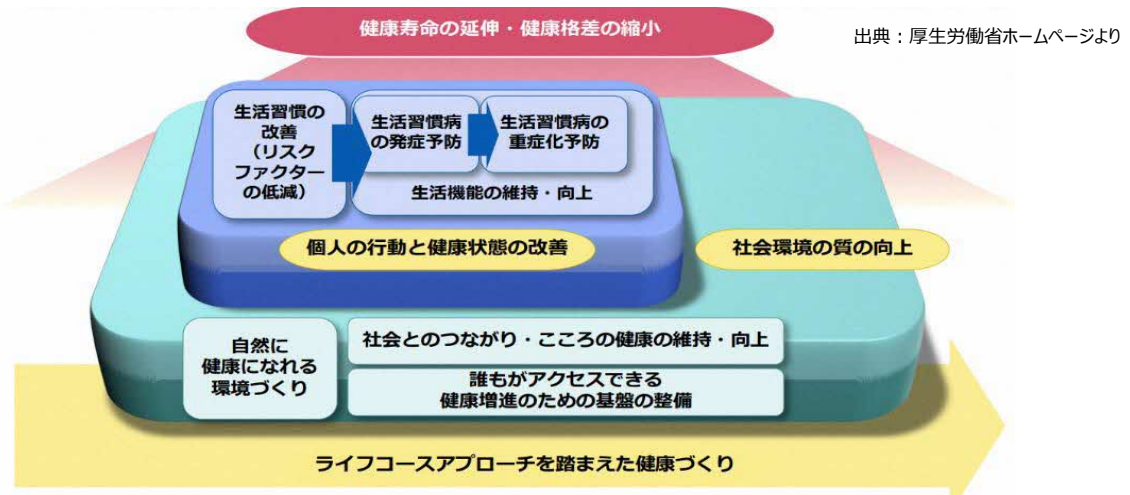 健康寿命の延伸・健康格差の縮小
出典：厚生労働省ホームページより
生活習慣の
改善
（リスク
ファクター
の低減）
生活習慣病
の発症予防
生活習慣病の
重症化予防
生活機能の維持・向上
個人の行動と健康状態の改善
社会環境の質の向上
自然に
健康になれる
環境づくり
社会とのつながり・こころの健康の維持・向上
誰もがアクセスできる
健康増進のための基盤の整備
ライフコースアプローチを踏まえた健康づくり